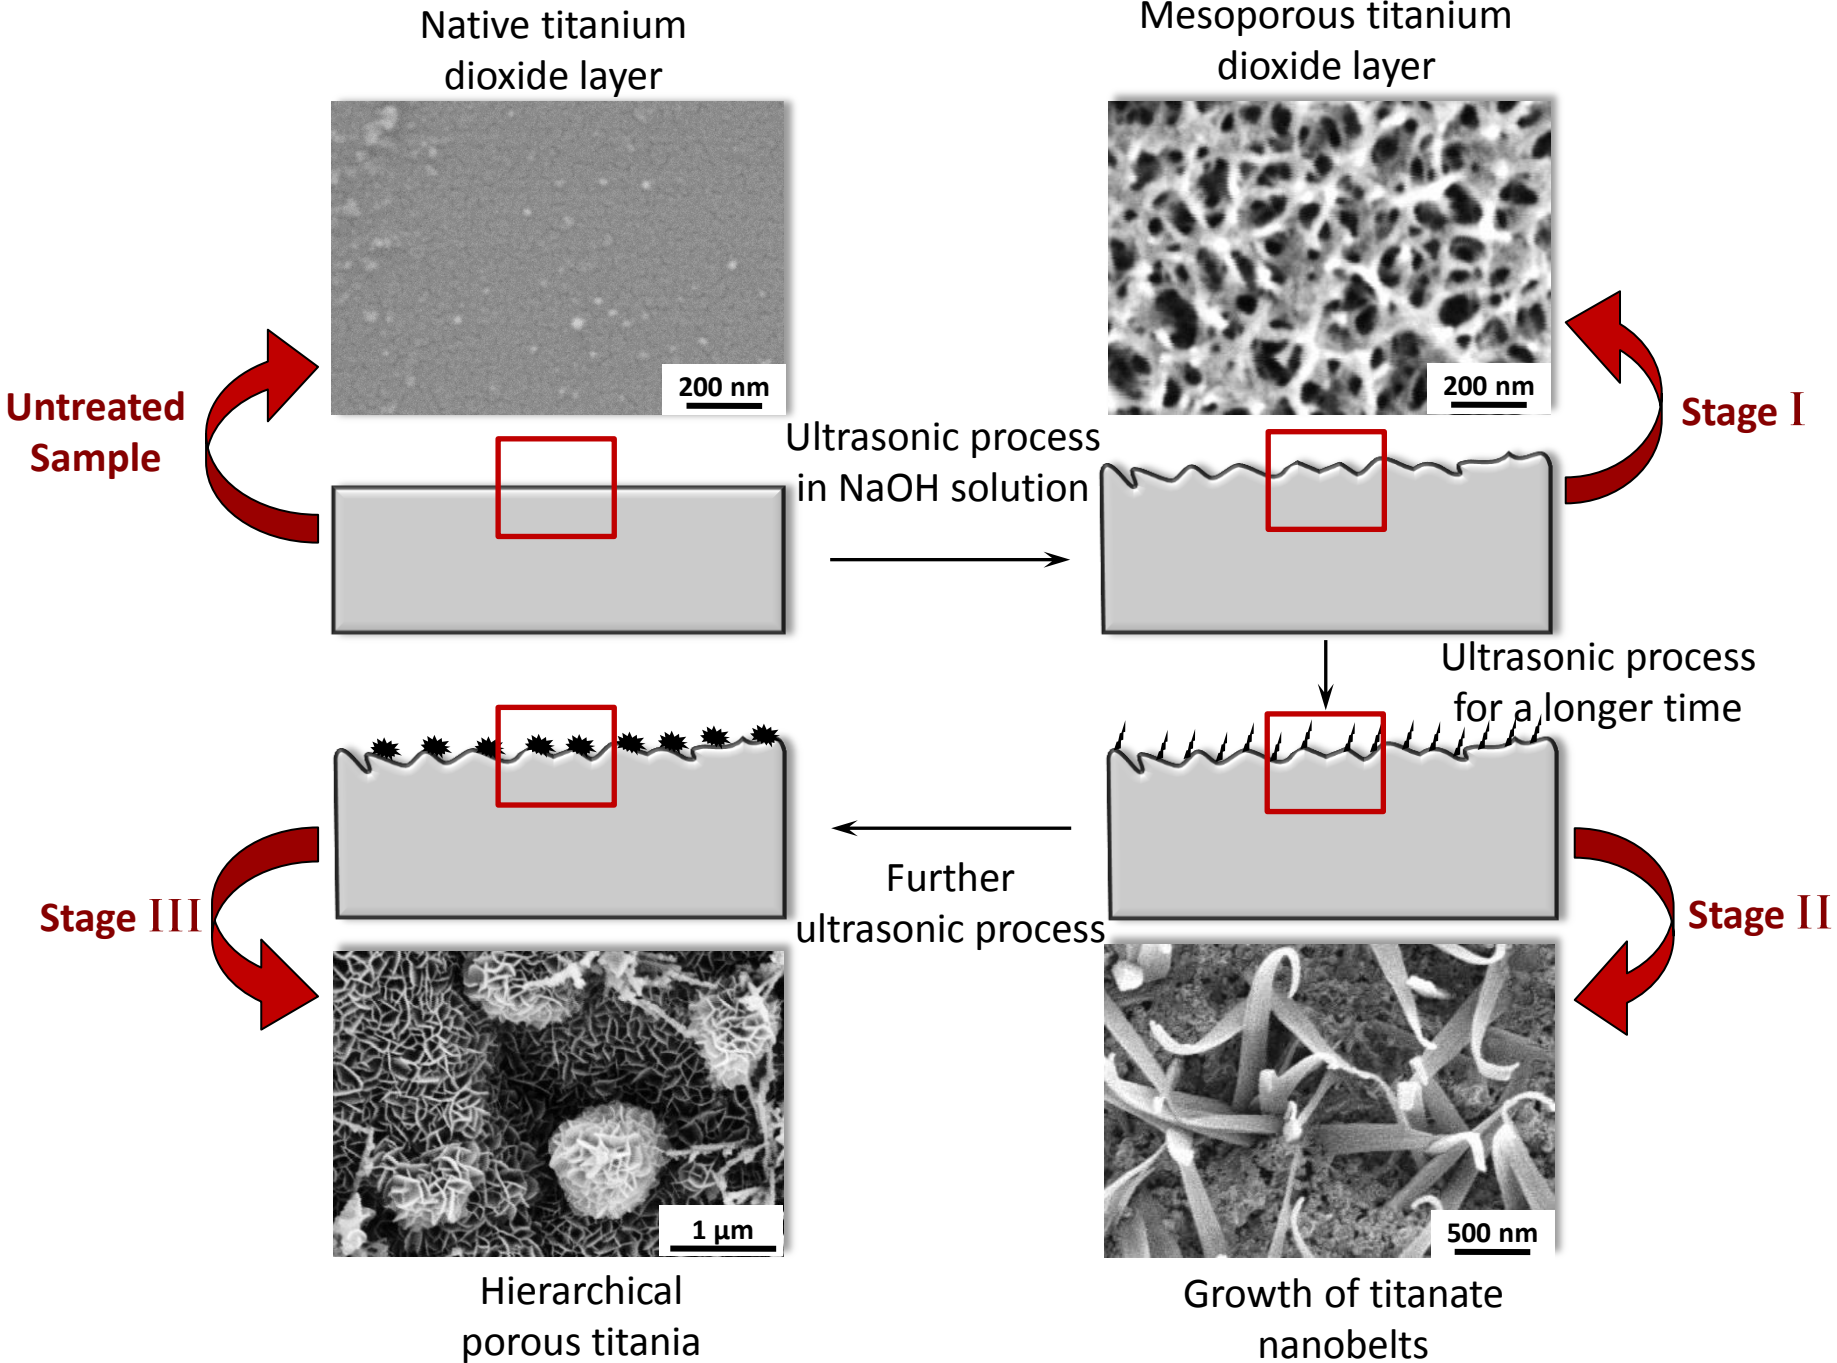 Native titanium
dioxide layer
Mesoporous titanium
dioxide layer
200 nm
200 nm
Untreated
Sample
Stage I
Ultrasonic process
in NaOH solution
Ultrasonic process
for a longer time
Stage III
Further
ultrasonic process
Stage II
1 μm
500 nm
Hierarchical
porous titania
Growth of titanate
nanobelts